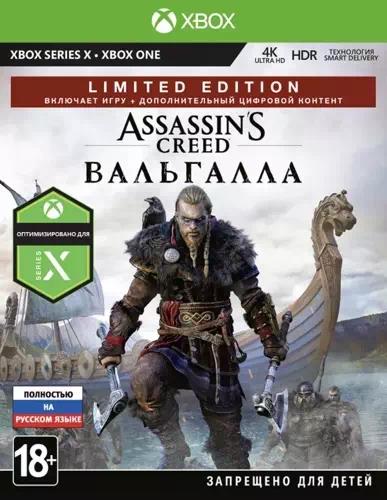 XBOX
XBOX SERIES X • XBOX ONE
4K
ULTRA HD
HDR
ТЕХНОЛОГИЯ
SMART DELIVERY
LIMITED EDITION
ВКЛЮЧАЕТ ИГРУ + ДОПОЛНИТЕЛЬНЫЙ ЦИФРОВОЙ КОНТЕНТ
ASSASSIN'S
CREED
ВАЛЬГАЛЛА
ОПТИМИЗИРОВАНО ДЛЯ
SERIES
X
ПОЛНОСТЬЮ
НА
РУССКОМ ЯЗЫКЕ
18+
ЗАПРЕЩЕНО ДЛЯ ДЕТЕЙ